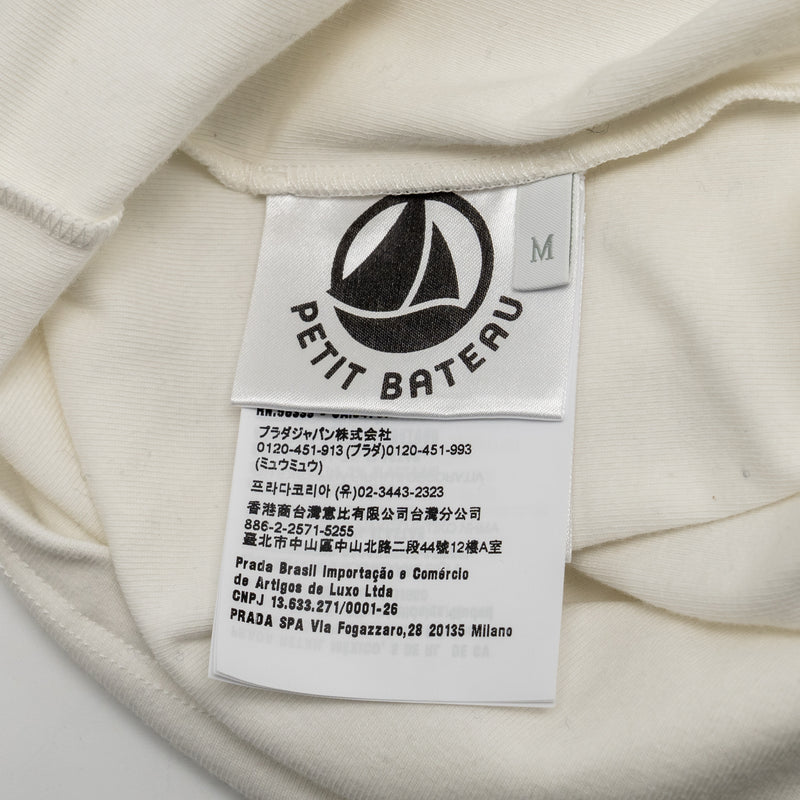 M
PETIT BATEAU
プラダジャパン株式会社
0120-451-913 (プラダ)0120-451-993
(ミュウミュウ)
프라다코리아 (유)02-3443-2323
香港商台灣意比有限公司台灣分公司
886-2-2571-5255
臺北市中山區中山北路二段44號12樓A室
Prada Brasil Importação e Comércio
de Artigos de Luxo Ltda
CNPJ 13.633.271/0001-26
PRADA SPA Via Fogazzaro,28 20135 Milano